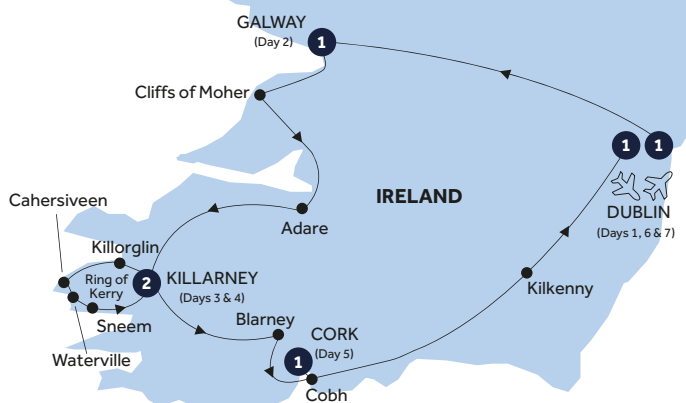 GALWAY
(Day 2)
1
Cliffs of Moher
1
1
IRELAND
DUBLIN
(Days 1, 6 & 7)
Cahersiveen
Adare
Killorglin
Ring of
Kerry
2
KILLARNEY
(Days 3 & 4)
Kilkenny
Sneem
Waterville
Blarney
CORK
(Day 5)
1
Cobh